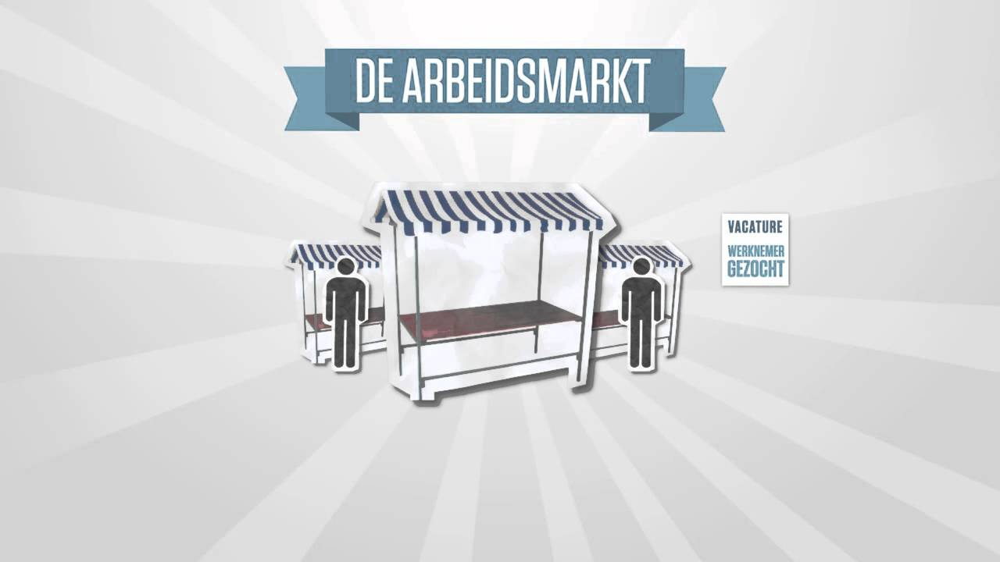 DE ARBEIDSMARKT
VACATURE
WERKNEMER
GEZOCHT